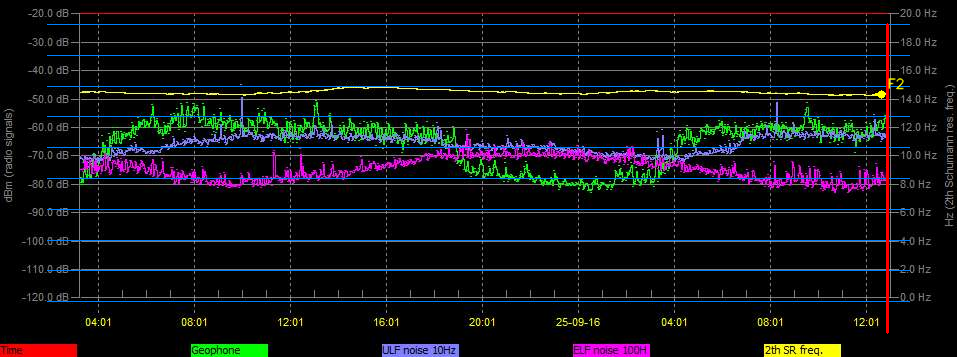 -20.0 dB 20.0 Hz
-30.0 dB 18.0 Hz
-40.0 dB 16.0 Hz
F2
-50.0 dB 14.0 Hz
-60.0 dB 12.0 Hz
-70.0 dB 10.0 Hz
-80.0 dB 8.0 Hz
-90.0 dB 6.0 Hz
-100.0 dB 4.0 Hz
-110.0 dB 2.0 Hz
-120.0 dB 0.0 Hz
dBm (radio signals)
Hz (2th Schumann res. freq.)
04:01 08:01 12:01 16:01 20:01 25-09-16 04:01 08:01 12:01
Time Geophone ULF noise 10Hz ELF noise 100H 2th SR freq.